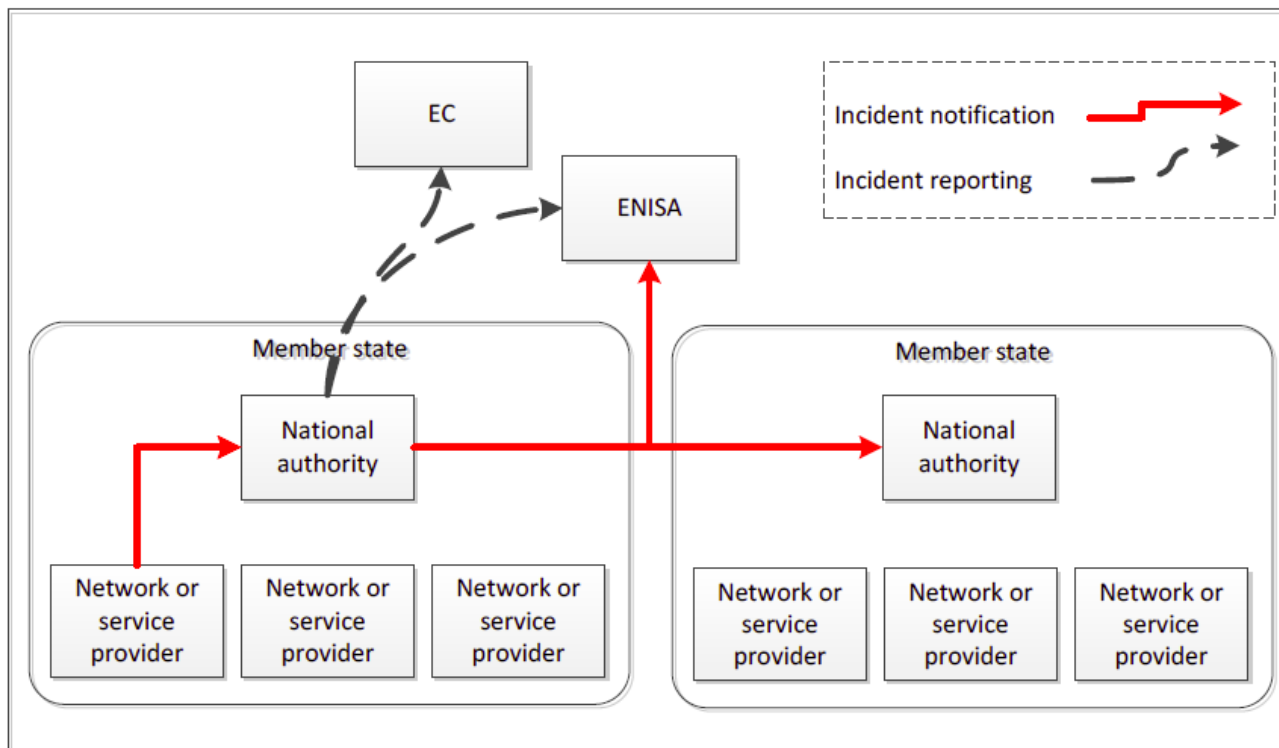 EC
Incident notification
Incident reporting
ENISA
Member state
Member state
National
authority
National
authority
Network or
service
provider
Network or
service
provider
Network or
service
provider
Network or
service
provider
Network or
service
provider
Network or
service
provider